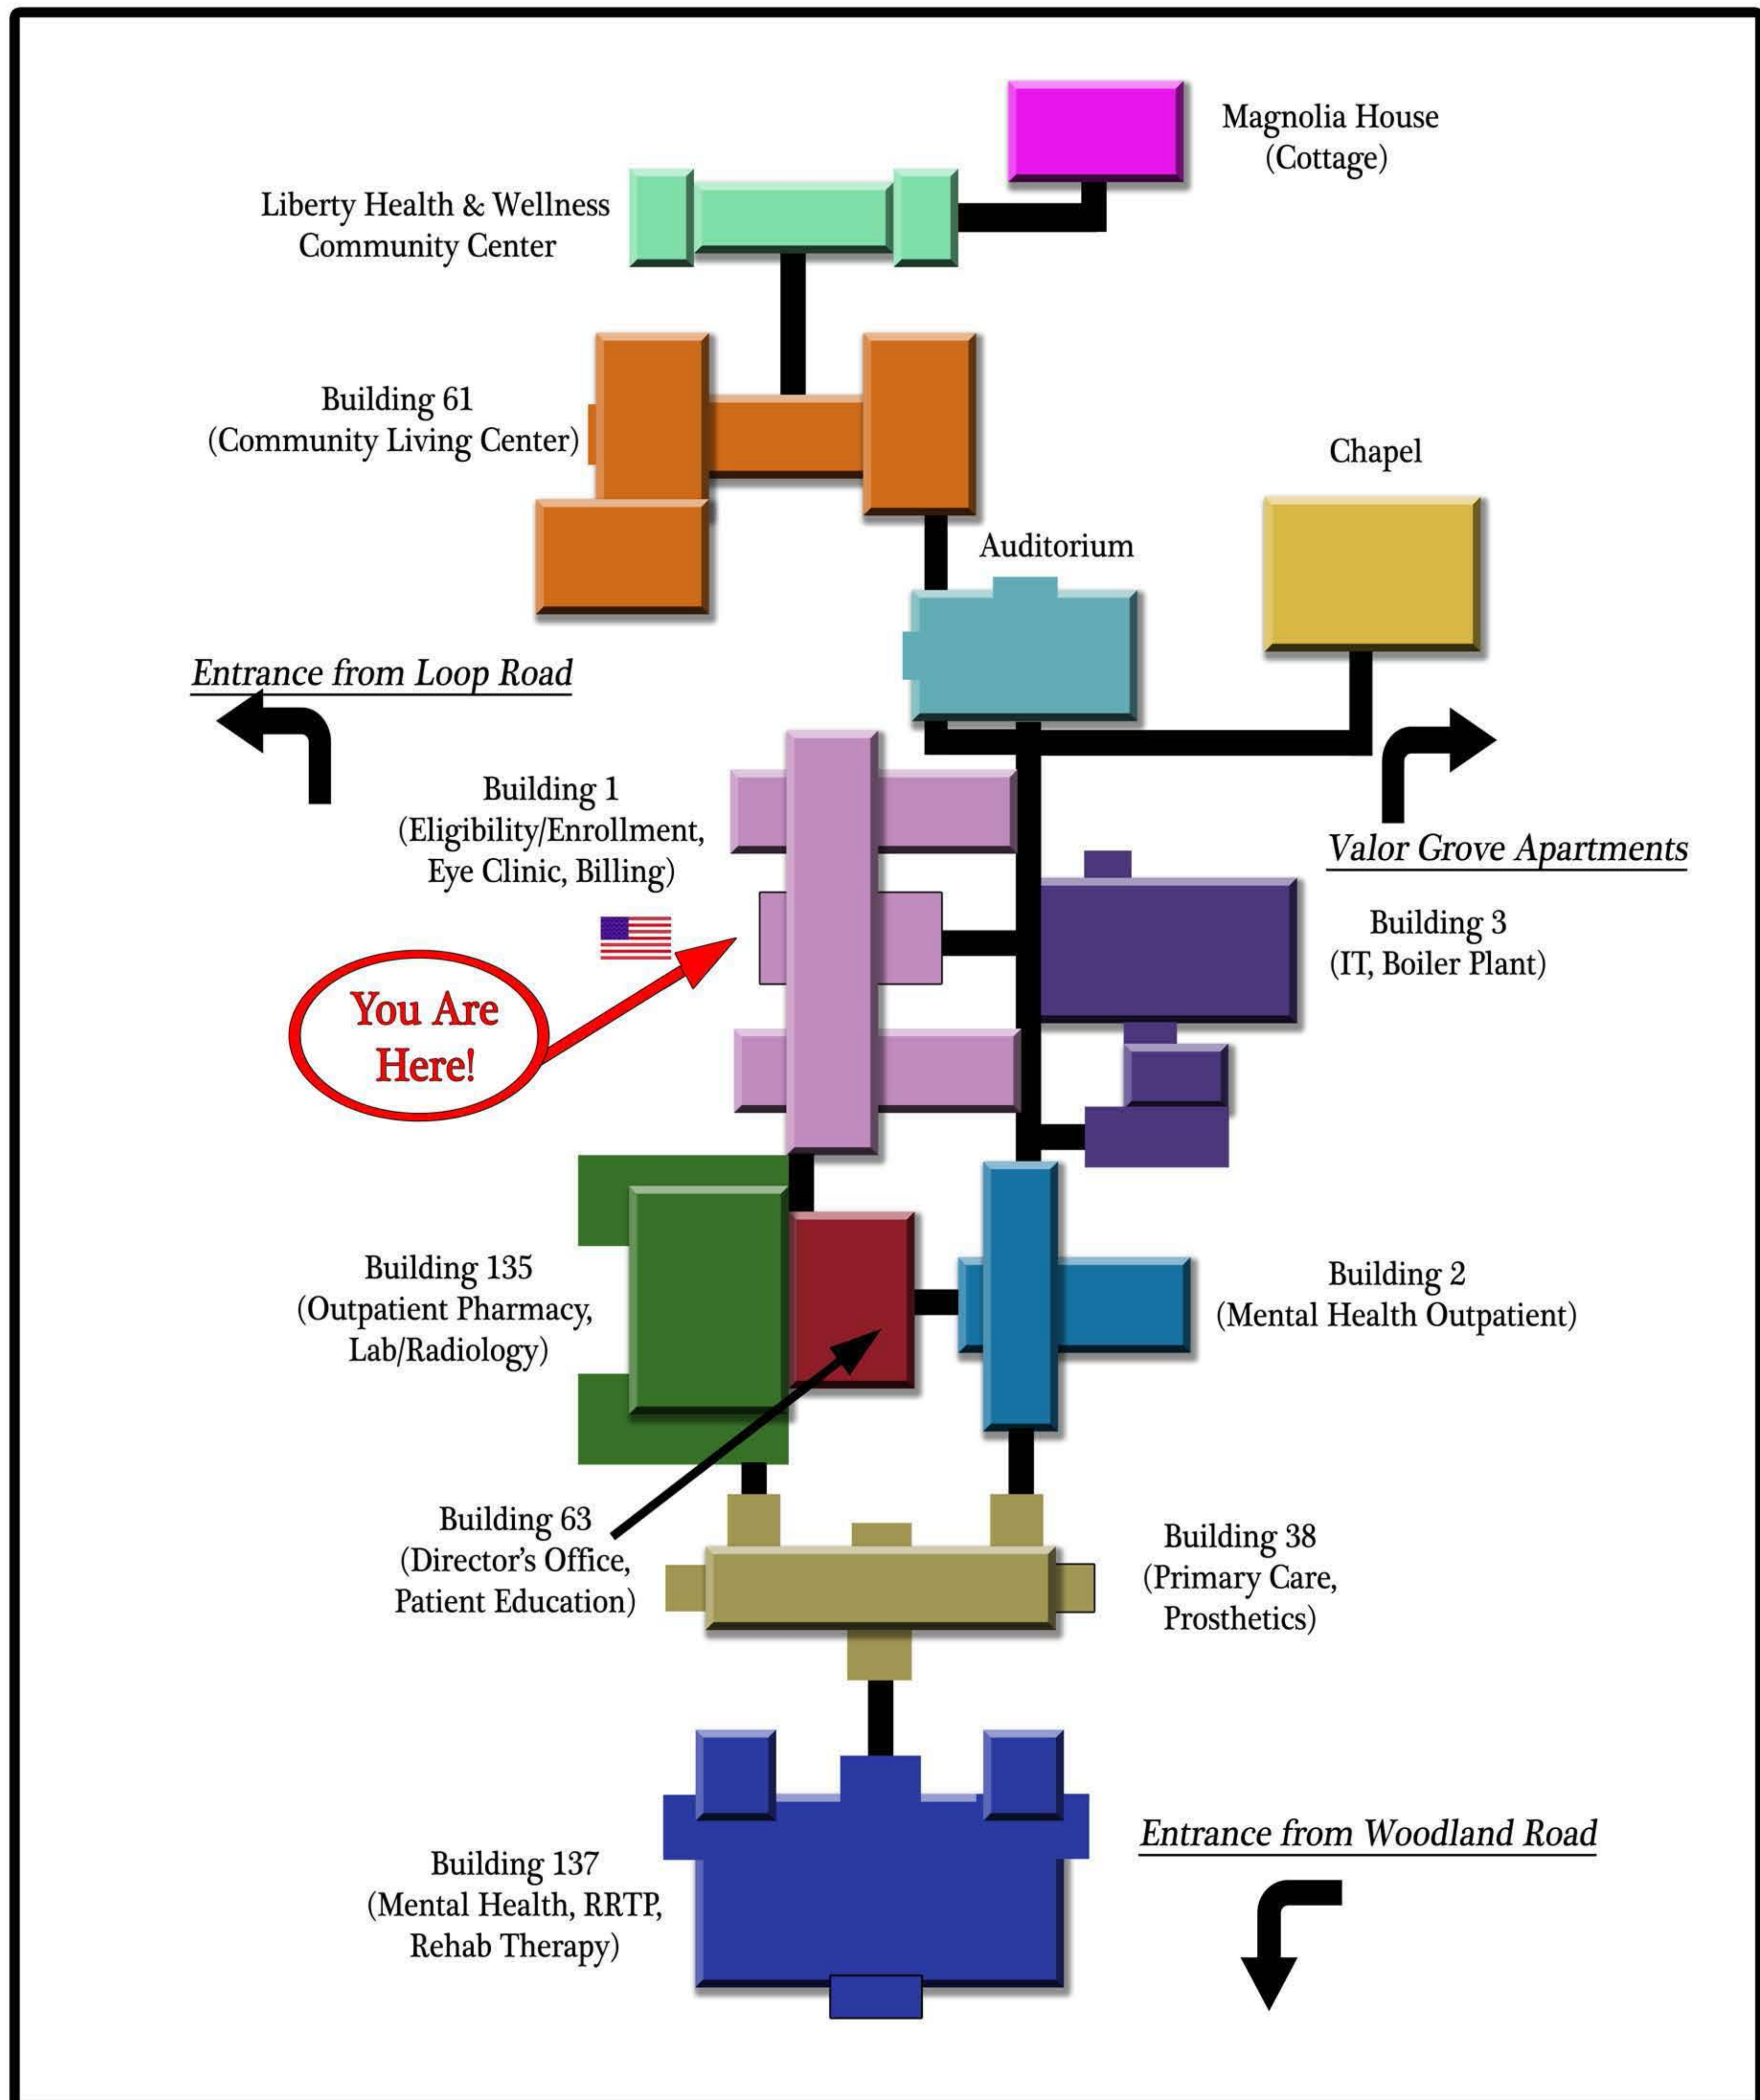 Magnolia House
(Cottage)
Liberty Health & Wellness
Community Center
Building 61
(Community Living Center)
Chapel
Auditorium
Entrance from Loop Road
Building 1
(Eligibility/Enrollment,
Eye Clinic, Billing)
Valor Grove Apartments
Building 3
(IT, Boiler Plant)
You Are
Here!
Building 135
(Outpatient Pharmacy,
Lab/Radiology)
Building 2
(Mental Health Outpatient)
Building 63
(Director's Office,
Patient Education)
Building 38
(Primary Care,
Prosthetics)
Entrance from Woodland Road
Building 137
(Mental Health, RRTP,
Rehab Therapy)